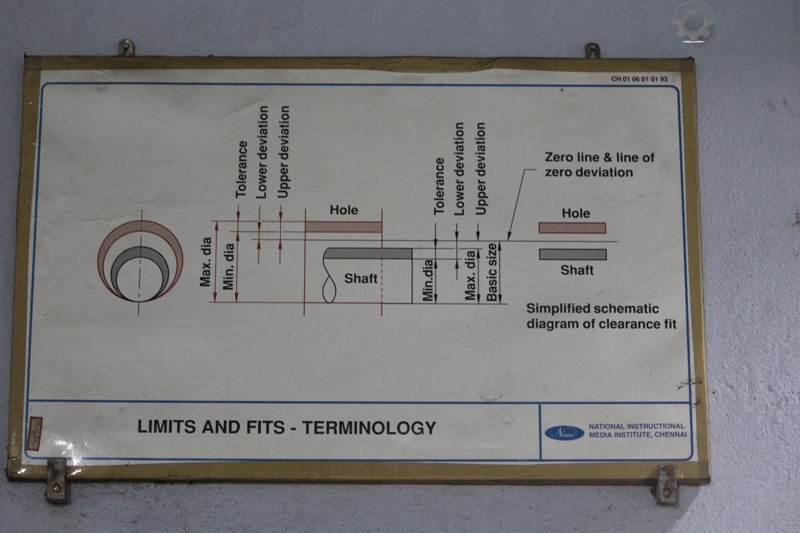 CH 01 06 01 01 93
Tolerance
Lower deviation
Upper deviation
Hole
Tolerance
Lower deviation
Upper deviation
Zero line & line of
zero deviation
Hole
Max. dia
Min. dia
Shaft
Min.dia
Max. dia
Basic size
Shaft
Simplified schematic
diagram of clearance fit
LIMITS AND FITS - TERMINOLOGY
NATIONAL INSTRUCTIONAL
MEDIA INSTITUTE, CHENNAI